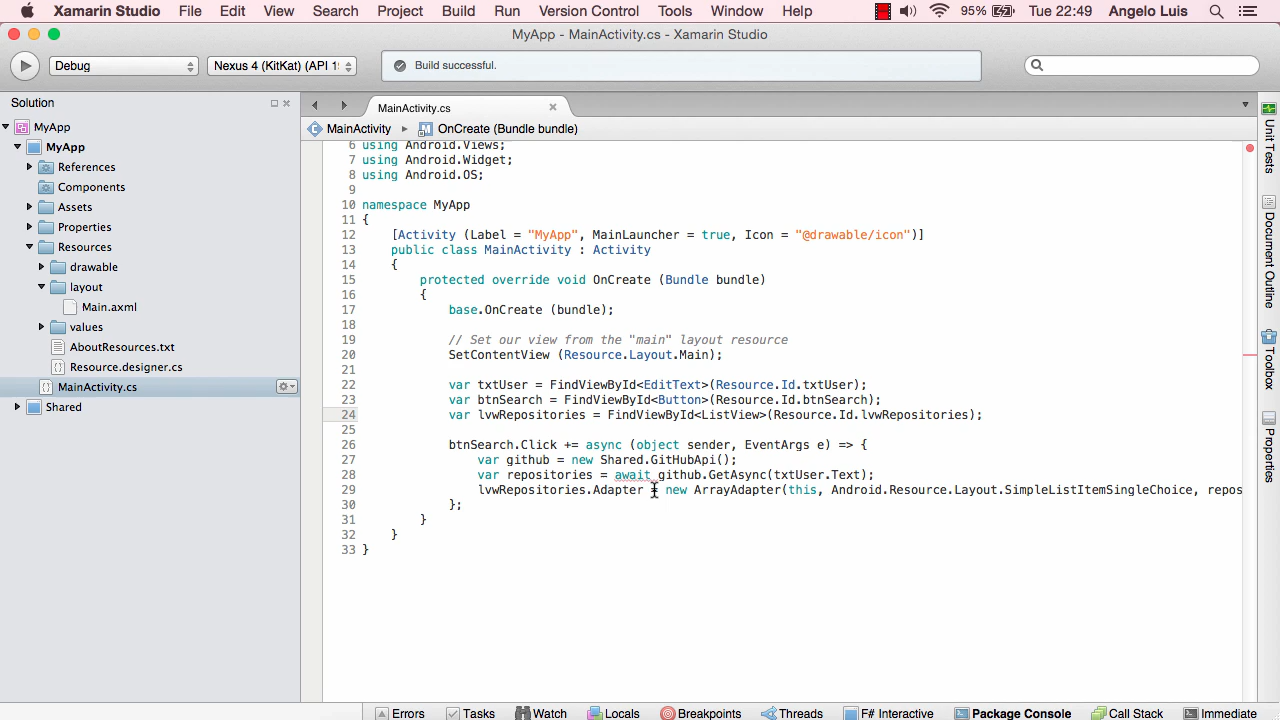 Xamarin Studio File Edit View Search Project Build Run Version Control Tools Window Help 95% Tue 22:49 Angelo Luis
MyApp - MainActivity.cs - Xamarin Studio
Debug Nexus 4 (KitKat) (API 1 Build successful.
Solution
MyApp
MyApp
References
Components
Assets
Properties
Resources
drawable
layout
Main.axml
values
AboutResources.txt
Resource.designer.cs
MainActivity.cs
Shared
MainActivity.cs
MainActivity OnCreate (Bundle bundle)
6 using Android.Views;
7 using Android.Widget;
8 using Android.OS;
9
10 namespace MyApp
11 {
12 [Activity (Label = "MyApp", MainLauncher = true, Icon = "@drawable/icon")]
13 public class MainActivity : Activity
14 {
15 protected override void OnCreate (Bundle bundle)
16 {
17 base.OnCreate (bundle);
18
19 // Set our view from the "main" layout resource
20 SetContentView (Resource.Layout.Main);
21
22 var txtUser = FindViewById<EditText>(Resource.Id.txtUser);
23 var btnSearch = FindViewById<Button>(Resource.Id.btnSearch);
24 var lvwRepositories = FindViewById<ListView>(Resource.Id.lvwRepositories);
25
26 btnSearch.Click += async (object sender, EventArgs e) => {
27 var github = new Shared.GitHubApi();
28 var repositories = await github.GetAsync(txtUser.Text);
29 lvwRepositories.Adapter = new ArrayAdapter(this, Android.Resource.Layout.SimpleListItemSingleChoice, repos
30 };
31 }
32 }
33 }
Unit Tests
Document Outline
Toolbox
Properties
Errors Tasks Watch Locals Breakpoints Threads F# Interactive Package Console Call Stack Immediate